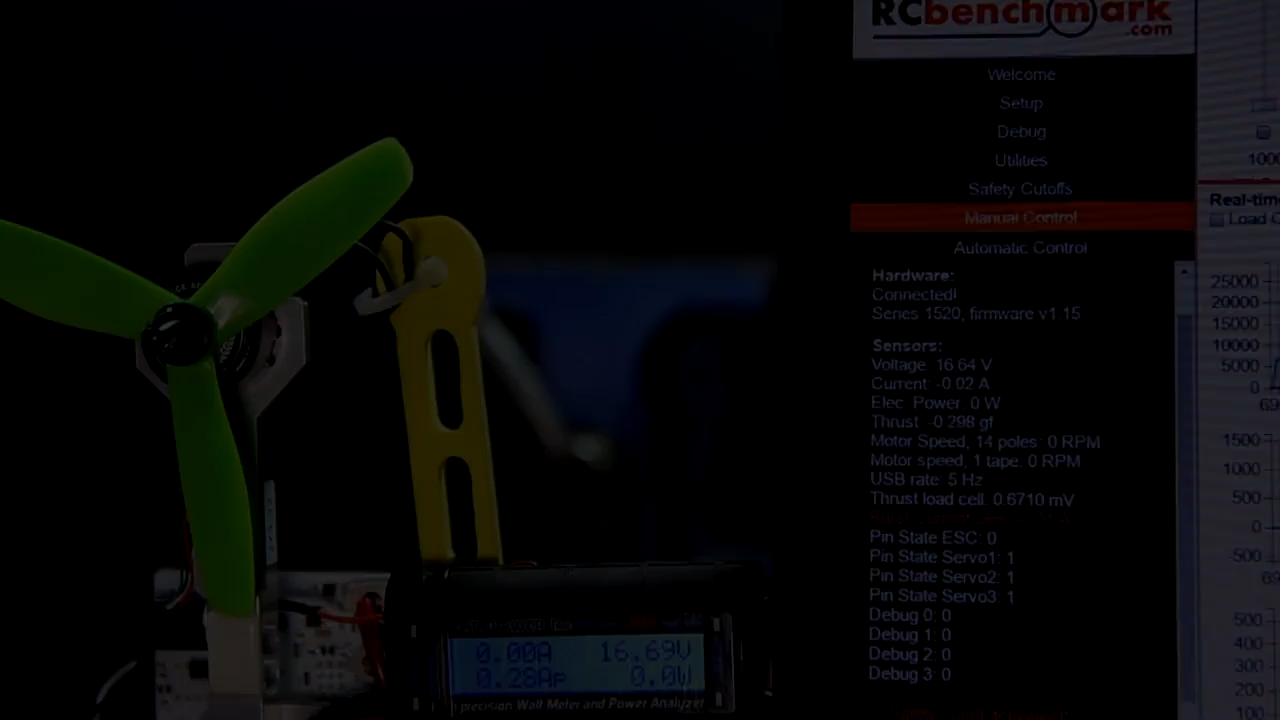 RCbenchmark
.com
Welcome
Setup
Debug
Utilities
Safety Cutoffs
Manual Control
Automatic Control
Hardware:
Connected!
Series 1520, firmware v1.15
Sensors:
Voltage: 16.64 V
Current: -0.02 A
Elec. Power: 0 W
Thrust: -0.298 gf
Motor Speed, 14 poles: 0 RPM
Motor speed, 1 tape: 0 RPM
USB rate: 5 Hz
Thrust load cell: 0.6710 mV
Pin State ESC: 0
Pin State Servo1: 1
Pin State Servo2: 1
Pin State Servo3: 1
Debug 0: 0
Debug 1: 0
Debug 2: 0
Debug 3: 0
1000
Real-time
Load
25000
20000
15000
10000
5000
0
1500
1000
500
0
-500
500
400
300
200
100
0.00A 16.69V
0.28Ap 0.0W
precision Watt Meter and Power Analyzer